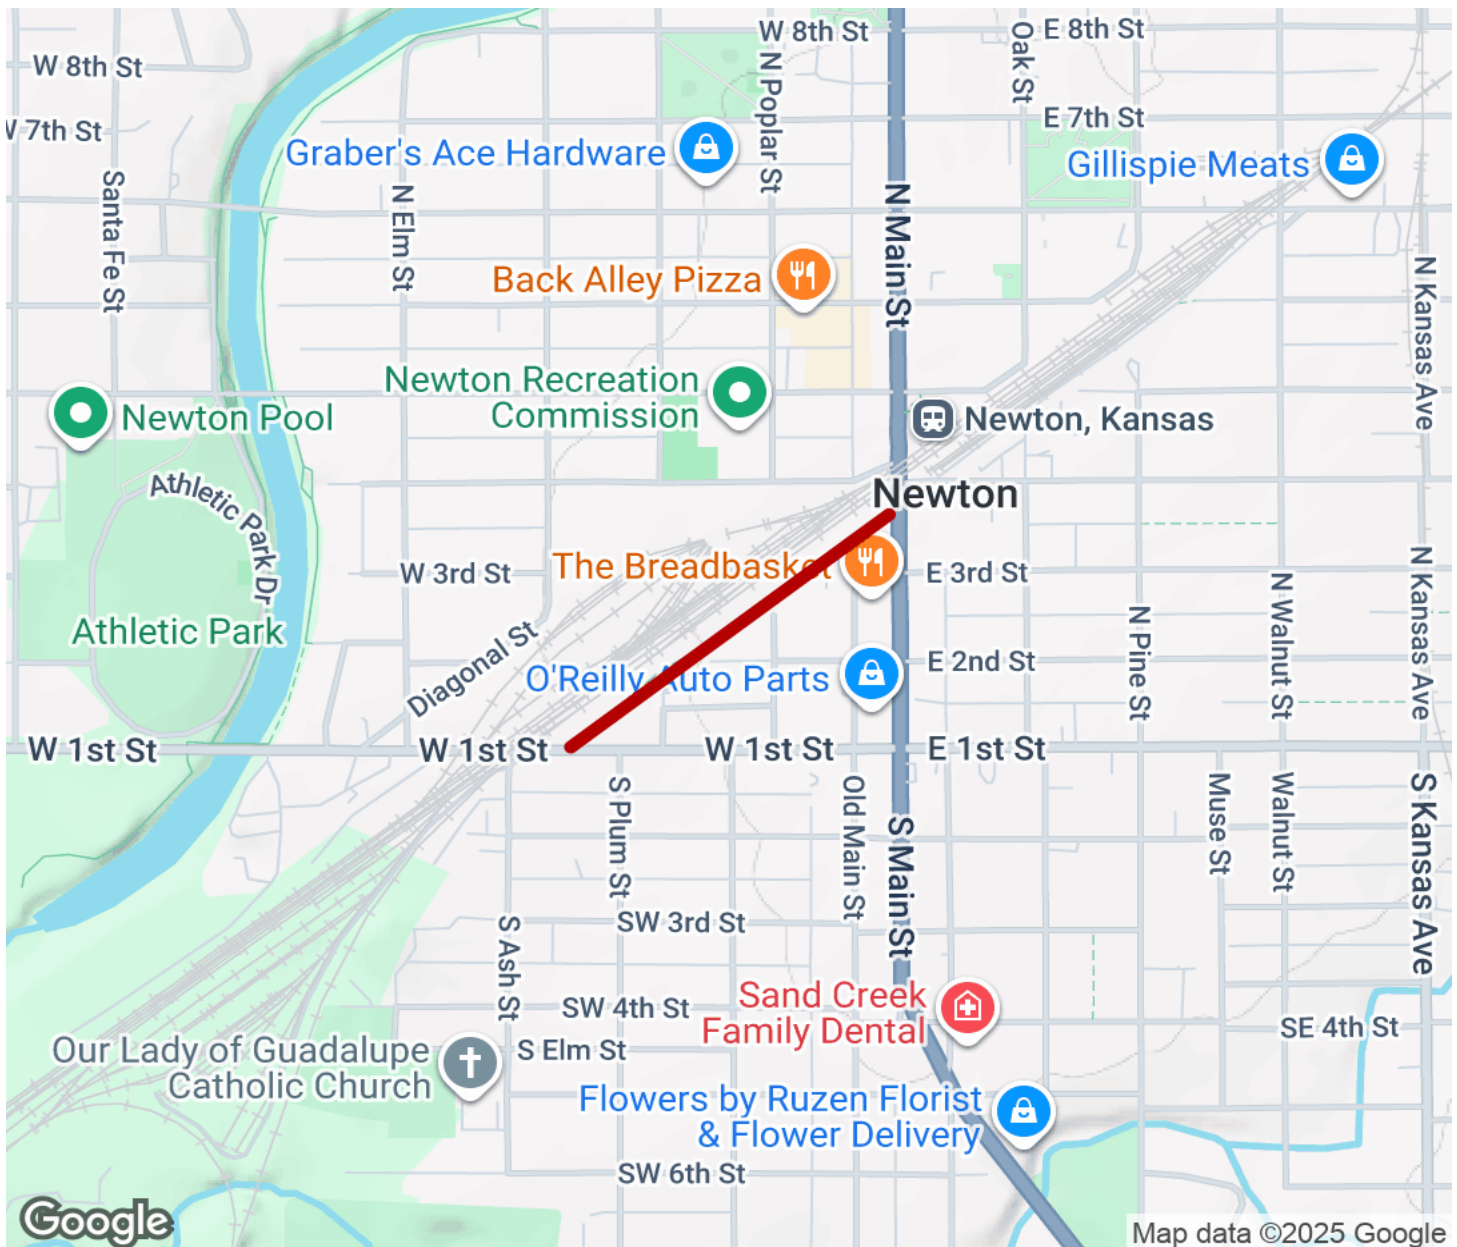 W 8th St
E 8th St
W 8th St
Oak St
N Poplar St
E 7th St
W 7th St
Graber's Ace Hardware
Gillispie Meats
Santa Fe St
N Elm St
N Main St
Back Alley Pizza
N Kansas Ave
Newton Recreation
Commission
Newton Pool
Newton, Kansas
Newton
Athletic Park Dr
W 3rd St
The Breadbasket
E 3rd St
N Kansas Ave
N Walnut St
N Pine St
Athletic Park
Diagonal St
O'Reilly Auto Parts
E 2nd St
W 1st St
W 1st St
W 1st St
E 1st St
S Plum St
Old Main St
S Main St
Muse St
Walnut St
S Kansas Ave
S Ash St
SW 3rd St
SW 4th St
Sand Creek
Family Dental
SE 4th St
Our Lady of Guadalupe
Catholic Church
S Elm St
Flowers by Ruzen Florist
& Flower Delivery
SW 6th St
Google
Map data ©2025 Google